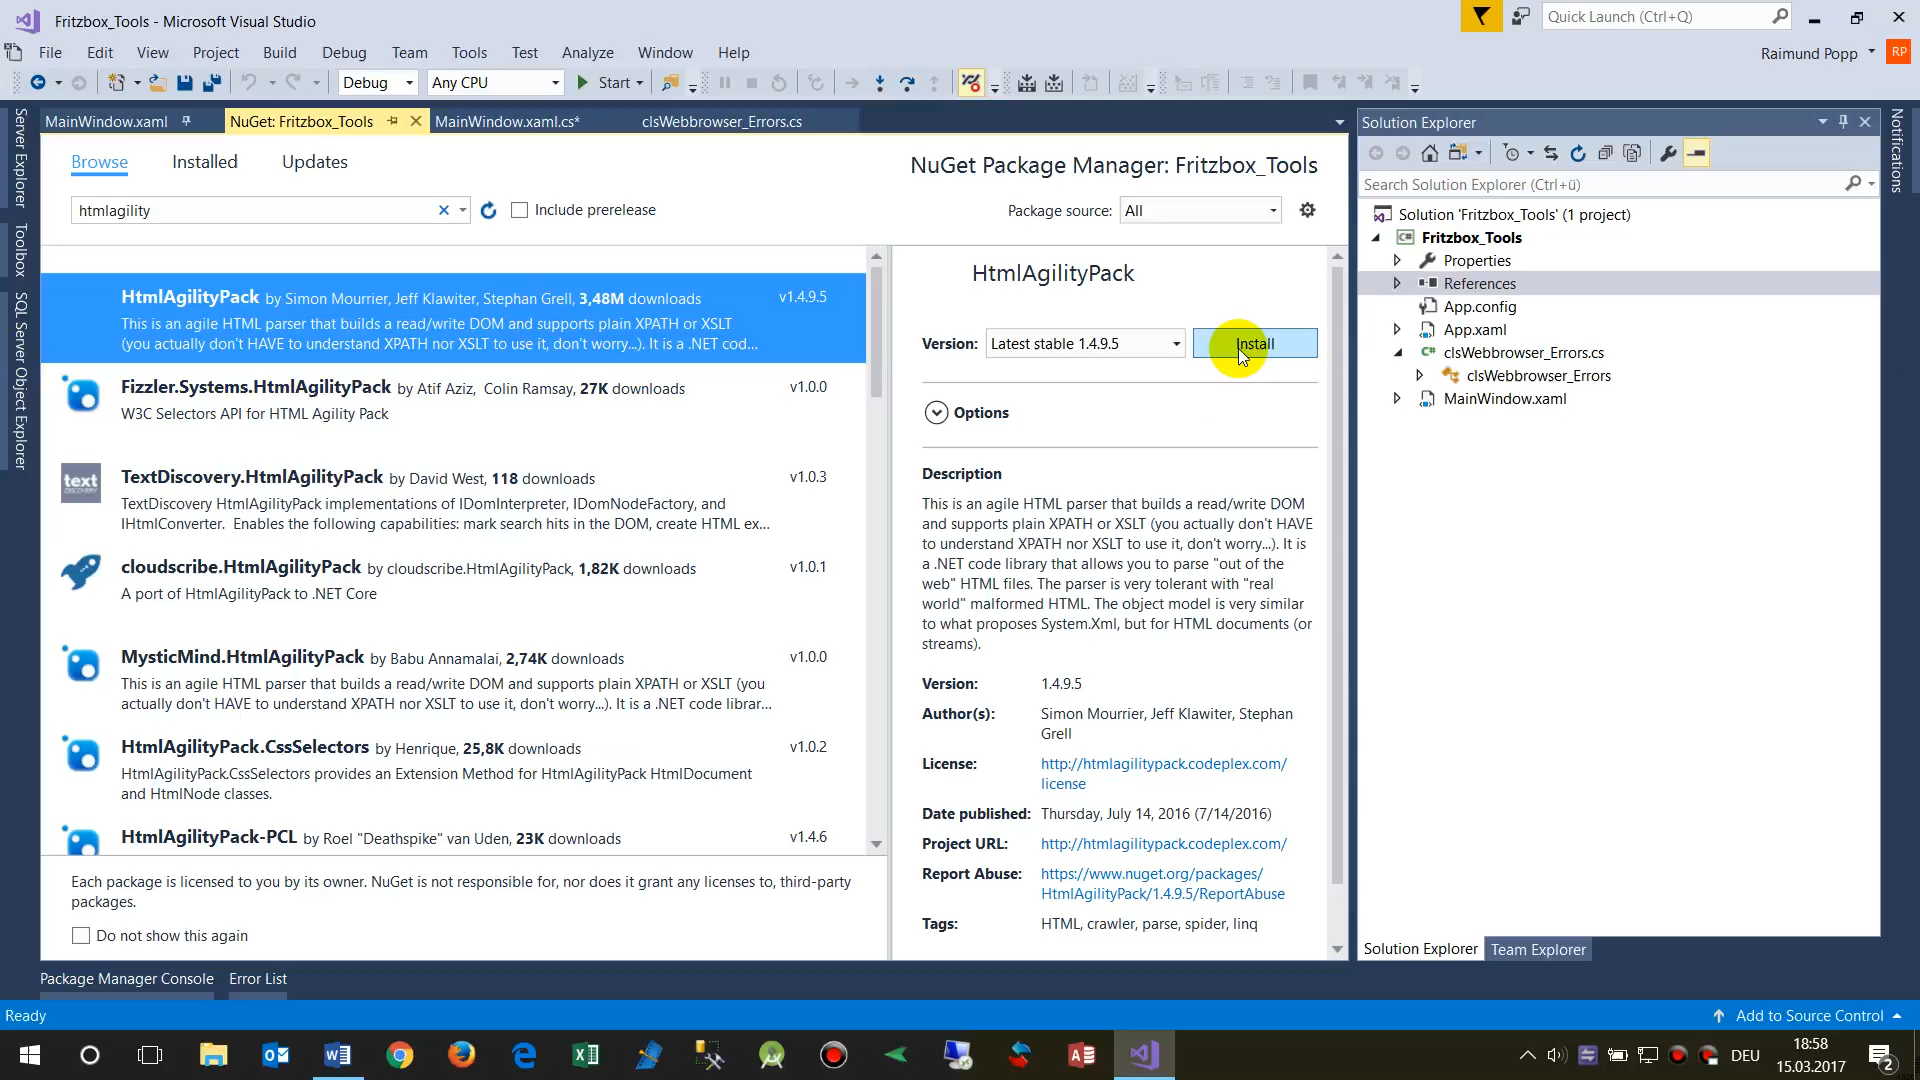 Fritzbox_Tools - Microsoft Visual Studio
Quick Launch (Ctrl+Q)
File Edit View Project Build Debug Team Tools Test Analyze Window Help
Raimund Popp RP
Debug Any CPU Start
MainWindow.xaml NuGet: Fritzbox_Tools MainWindow.xaml.cs* clsWebbrowser_Errors.cs
Server Explorer
Toolbox
SQL Server Object Explorer
Browse Installed Updates
NuGet Package Manager: Fritzbox_Tools
htmlagility
Include prerelease
Package source: All
HtmlAgilityPack by Simon Mourrier, Jeff Klawiter, Stephan Grell, 3,48M downloads v1.4.9.5
This is an agile HTML parser that builds a read/write DOM and supports plain XPATH or XSLT
(you actually don't HAVE to understand XPATH nor XSLT to use it, don't worry...). It is a .NET cod...
Fizzler.Systems.HtmlAgilityPack by Atif Aziz, Colin Ramsay, 27K downloads v1.0.0
W3C Selectors API for HTML Agility Pack
text
DISCOVERY
TextDiscovery.HtmlAgilityPack by David West, 118 downloads v1.0.3
TextDiscovery HtmlAgilityPack implementations of IDomInterpreter, IDomNodeFactory, and
IHtmlConverter. Enables the following capabilities: mark search hits in the DOM, create HTML ex...
cloudscribe.HtmlAgilityPack by cloudscribe.HtmlAgilityPack, 1,82K downloads v1.0.1
A port of HtmlAgilityPack to .NET Core
MysticMind.HtmlAgilityPack by Babu Annamalai, 2,74K downloads v1.0.0
This is an agile HTML parser that builds a read/write DOM and supports plain XPATH or XSLT (you
actually don't HAVE to understand XPATH nor XSLT to use it, don't worry...). It is a .NET code librar...
HtmlAgilityPack.CssSelectors by Henrique, 25,8K downloads v1.0.2
HtmlAgilityPack.CssSelectors provides an Extension Method for HtmlAgilityPack HtmlDocument
and HtmlNode classes.
HtmlAgilityPack-PCL by Roel "Deathspike" van Uden, 23K downloads v1.4.6
Each package is licensed to you by its owner. NuGet is not responsible for, nor does it grant any licenses to, third-party
packages.
Do not show this again
HtmlAgilityPack
Version: Latest stable 1.4.9.5 Install
Options
Description
This is an agile HTML parser that builds a read/write DOM
and supports plain XPATH or XSLT (you actually don't HAVE
to understand XPATH nor XSLT to use it, don't worry...). It is
a .NET code library that allows you to parse "out of the
web" HTML files. The parser is very tolerant with "real
world" malformed HTML. The object model is very similar
to what proposes System.Xml, but for HTML documents (or
streams).
Version: 1.4.9.5
Author(s): Simon Mourrier, Jeff Klawiter, Stephan
Grell
License: http://htmlagilitypack.codeplex.com/
license
Date published: Thursday, July 14, 2016 (7/14/2016)
Project URL: http://htmlagilitypack.codeplex.com/
Report Abuse: https://www.nuget.org/packages/
HtmlAgilityPack/1.4.9.5/ReportAbuse
Tags: HTML, crawler, parse, spider, linq
Solution Explorer
Search Solution Explorer (Ctrl+ü)
Solution 'Fritzbox_Tools' (1 project)
C# Fritzbox_Tools
Properties
References
App.config
App.xaml
C# clsWebbrowser_Errors.cs
clsWebbrowser_Errors
MainWindow.xaml
Notifications
Solution Explorer Team Explorer
Package Manager Console Error List
Ready
Add to Source Control
DEU
18:58
15.03.2017
2